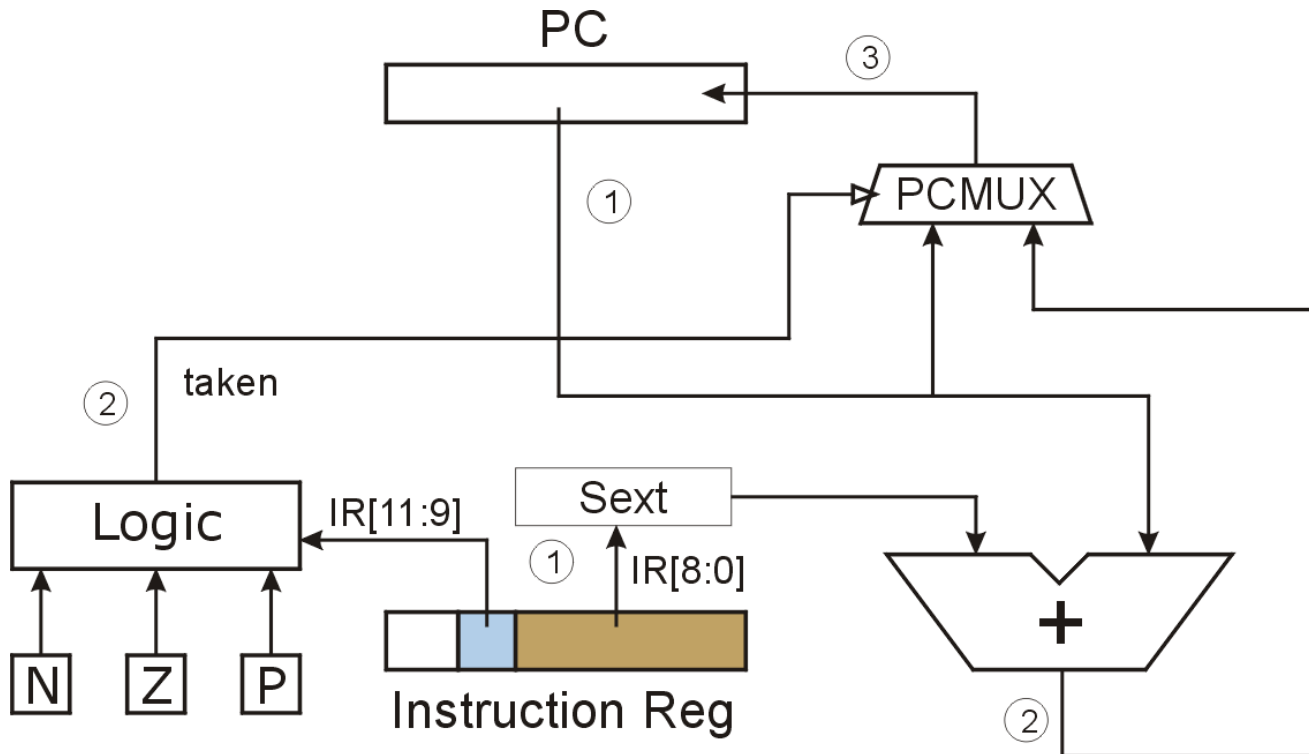 PC
3
1
PCMUX
2
taken
Logic
IR[11:9]
Sext
1
IR[8:0]
+
N
Z
P
Instruction Reg
2